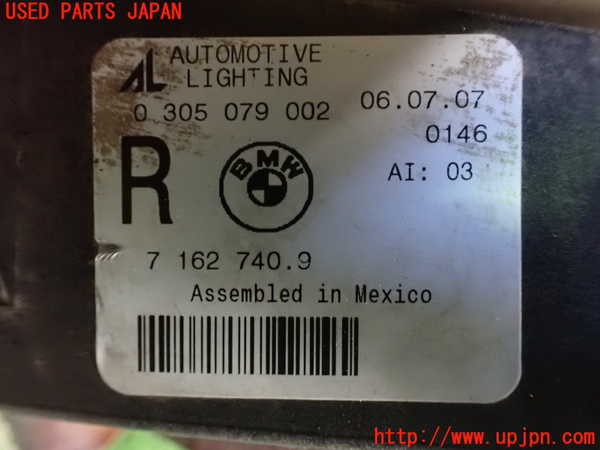 USED PARTS JAPAN
AL AUTOMOTIVE
LIGHTING
0 305 079 002
06.07.07
0146
R
BMW
AI: 03
7 162 740.9
Assembled in Mexico
http://www.upjpn.com/